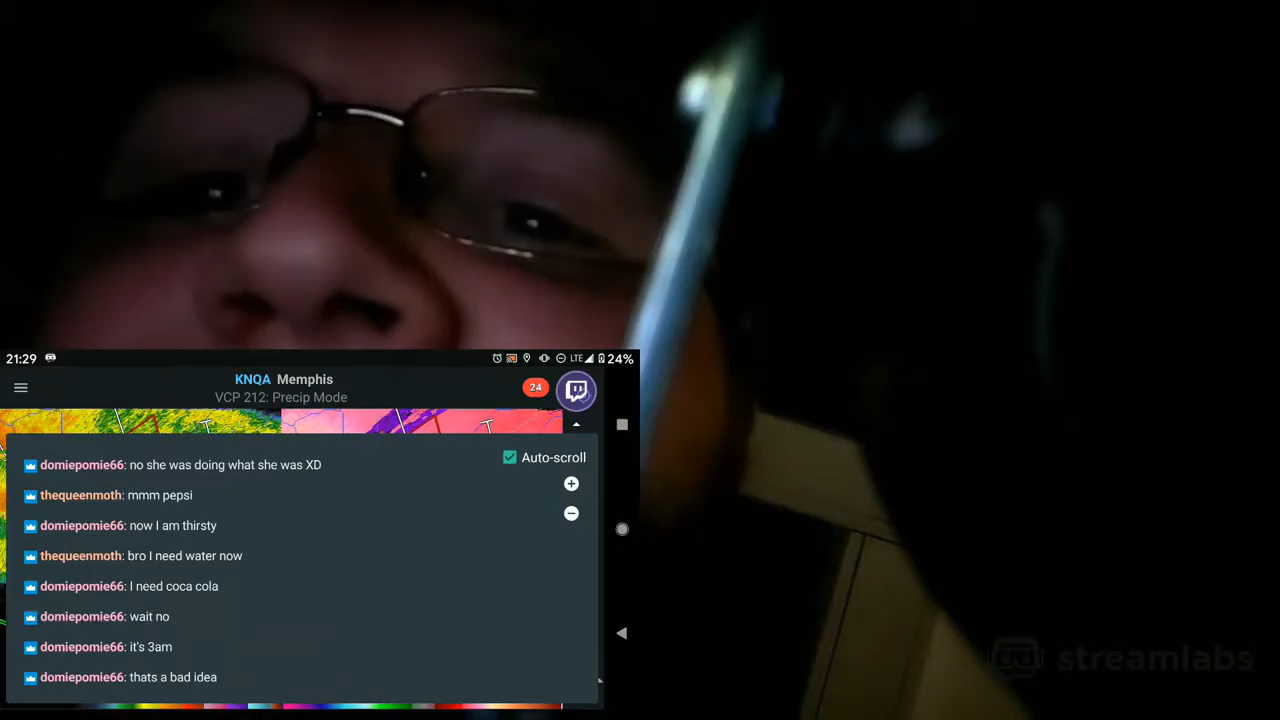 21:29
LTE 24%
KNQA Memphis
24
VCP 212: Precip Mode
domiepomie66: no she was doing what she was XD
Auto-scroll
thequeenmoth: mmm pepsi
domiepomie66: now I am thirsty
thequeenmoth: bro I need water now
domiepomie66: I need coca cola
domiepomie66: wait no
domiepomie66: it's 3am
domiepomie66: thats a bad idea
streamlabs